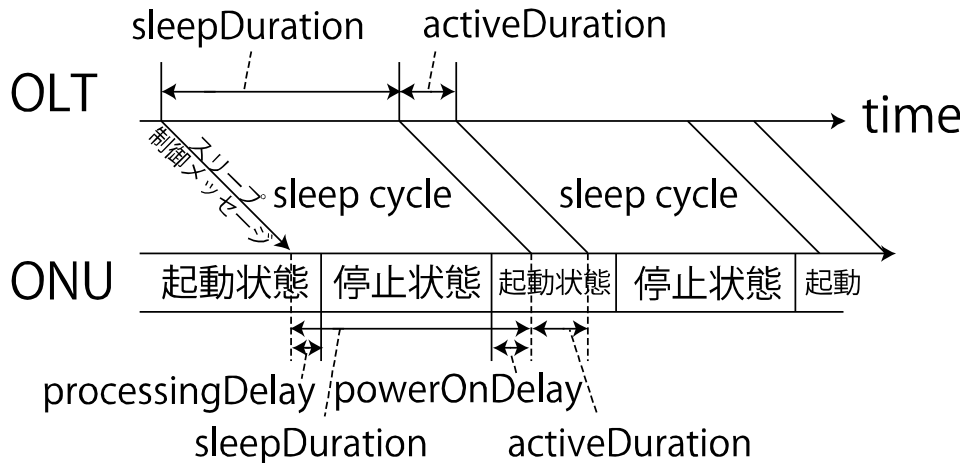 sleepDuration activeDuration
OLT
time
スリープ
制御メッセージ
sleep cycle sleep cycle
ONU 起動状態 停止状態 起動状態 停止状態 起動
processingDelay powerOnDelay
sleepDuration activeDuration